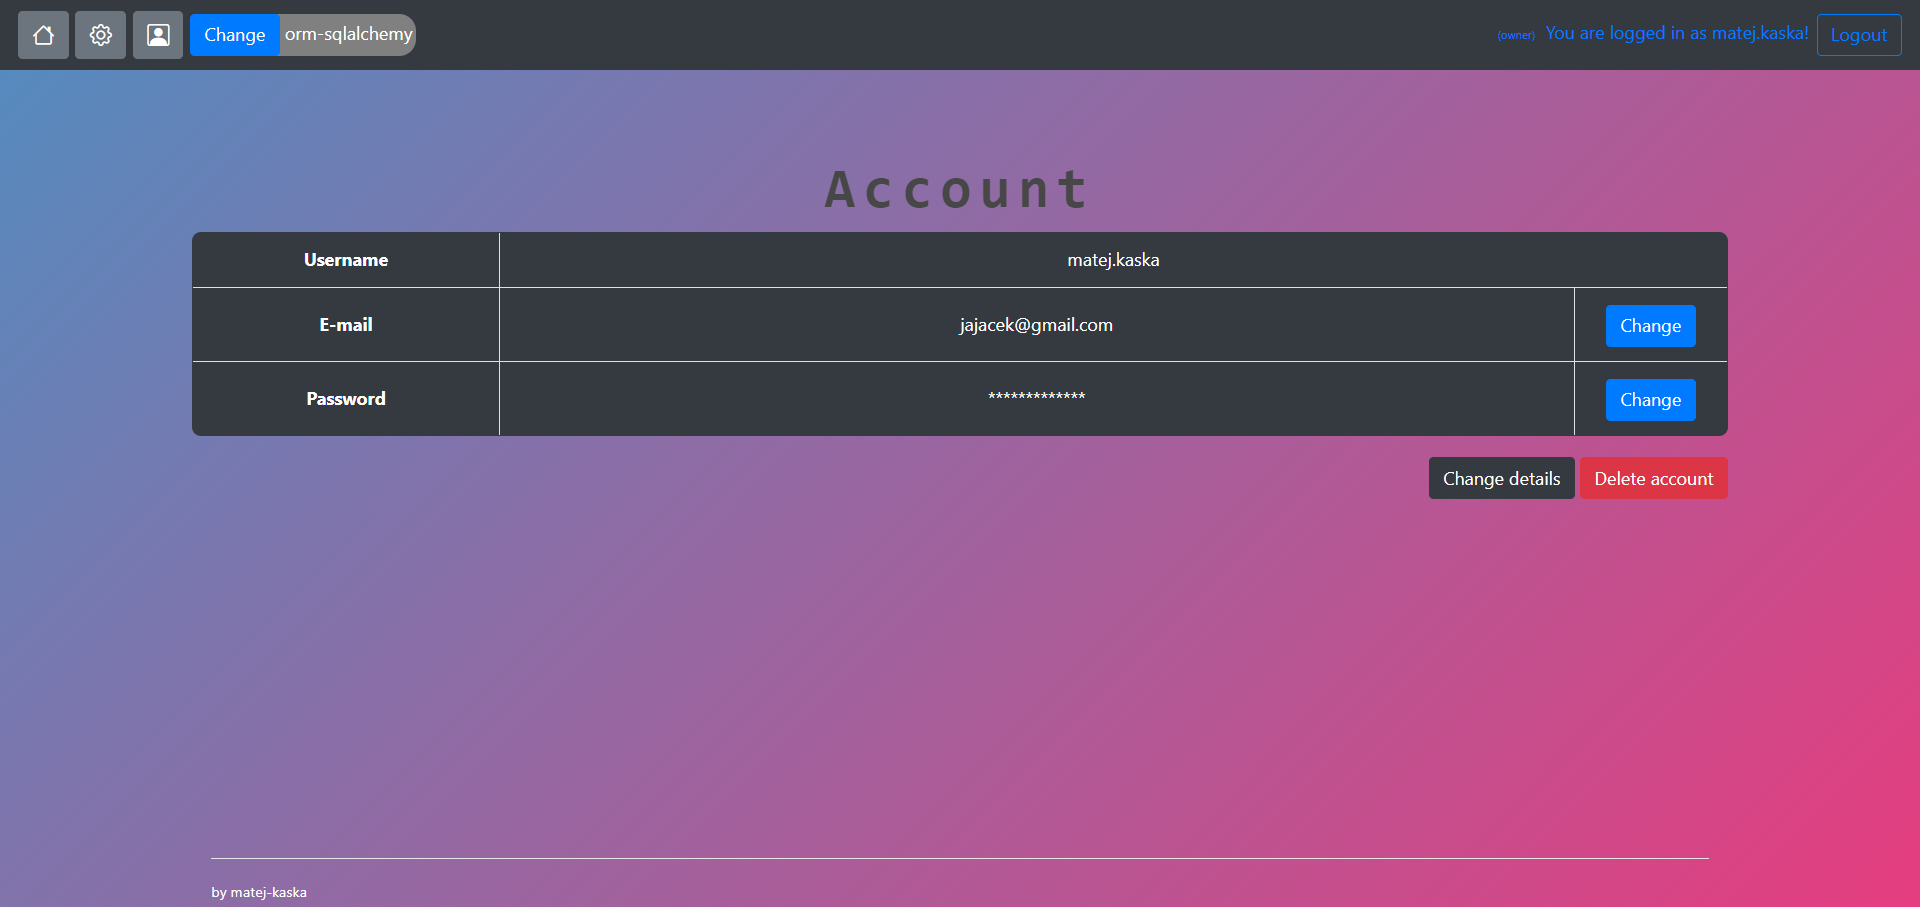 Change orm-sqlalchemy (owner) You are logged in as matej.kaska! Logout
Account
Username matej.kaska
E-mail jajacek@gmail.com Change
Password ************* Change
Change details Delete account
by matej-kaska